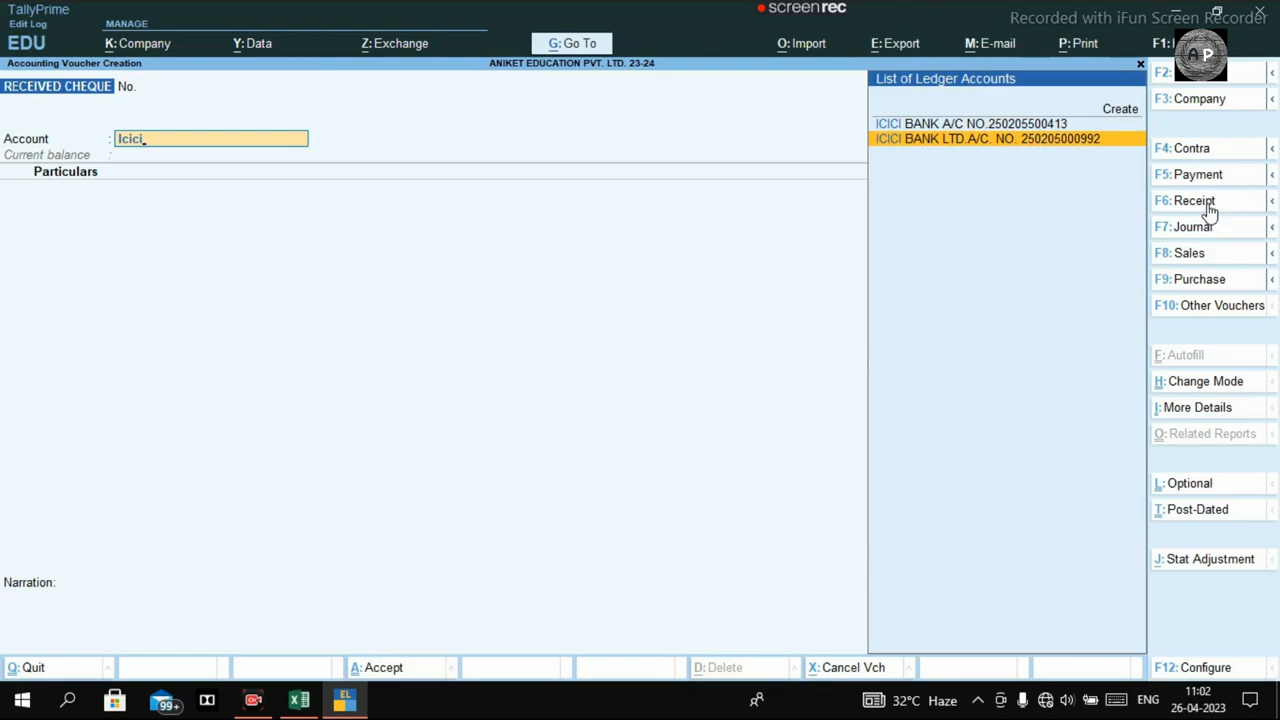 TallyPrime
Edit Log
EDU
MANAGE
K: Company
Y: Data
Z: Exchange
G: Go To
O: Import
E: Export
M: E-mail
P: Print
F1:
screenrec
Recorded with iFun Screen Recorder
AP
Accounting Voucher Creation
ANIKET EDUCATION PVT. LTD. 23-24
RECEIVED CHEQUE No.
Account : Icici
Current balance :
Particulars
Narration:
List of Ledger Accounts
Create
ICICI BANK A/C NO.250205500413
ICICI BANK LTD.A/C. NO. 250205000992
F2:
F3: Company
F4: Contra
F5: Payment
F6: Receipt
F7: Journal
F8: Sales
F9: Purchase
F10: Other Vouchers
F: Autofill
H: Change Mode
I: More Details
O: Related Reports
L: Optional
T: Post-Dated
J: Stat Adjustment
Q: Quit
A: Accept
D: Delete
X: Cancel Vch
F12: Configure
99+
EL
32°C Haze
ENG
11:02
26-04-2023